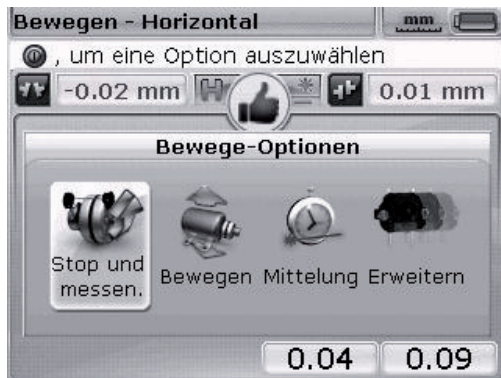 Bewegen - Horizontal
mm
, um eine Option auszuwählen
-0.02 mm 0.01 mm
Bewege-Optionen
Stop und messen.
Bewegen
Mittelung
Erweitern
0.04 0.09